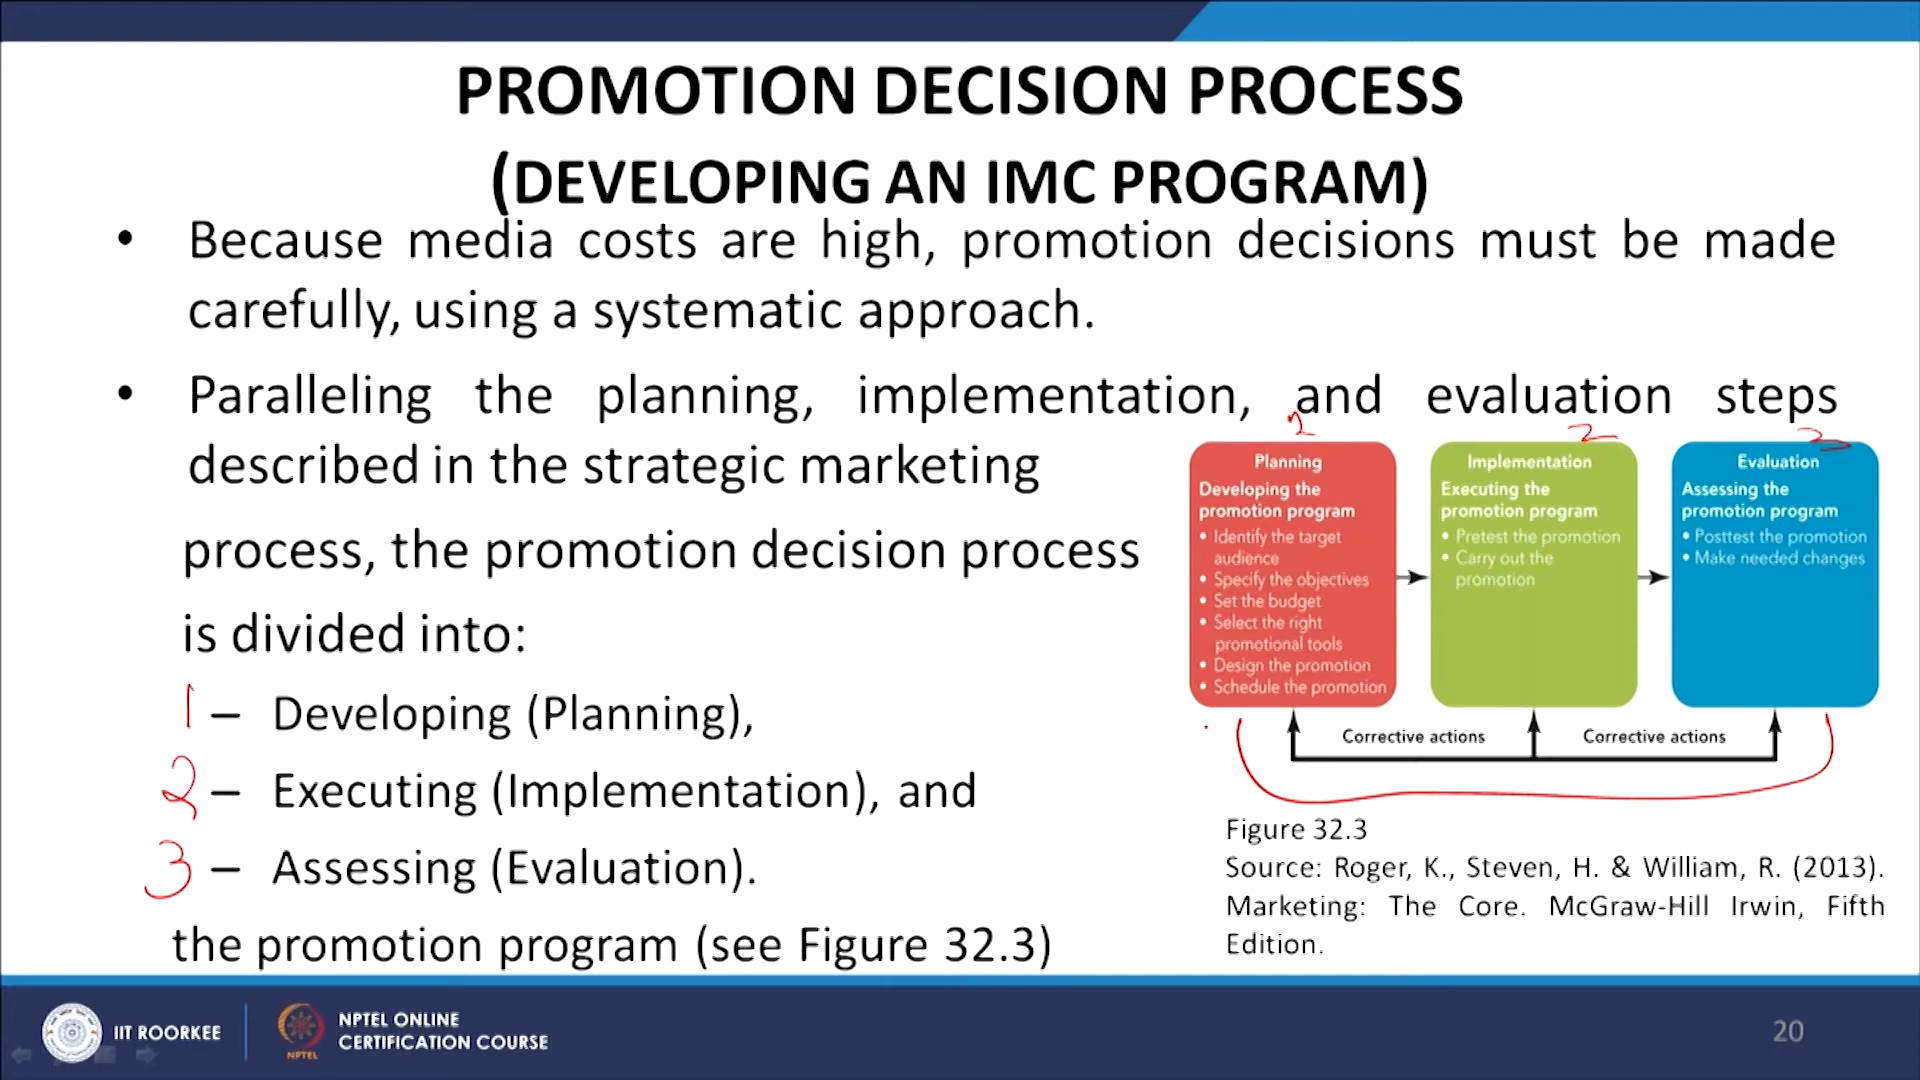 PROMOTION DECISION PROCESS
(DEVELOPING AN IMC PROGRAM)
• Because media costs are high, promotion decisions must be made
carefully, using a systematic approach.
• Paralleling the planning, implementation, and evaluation steps
described in the strategic marketing
process, the promotion decision process
is divided into:
1 – Developing (Planning),
2 – Executing (Implementation), and
3 – Assessing (Evaluation).
the promotion program (see Figure 32.3)
2
Planning
Developing the
promotion program
• Identify the target
audience
• Specify the objectives
• Set the budget
• Select the right
promotional tools
• Design the promotion
• Schedule the promotion
2
Implementation
Executing the
promotion program
• Pretest the promotion
• Carry out the
promotion
3
Evaluation
Assessing the
promotion program
• Posttest the promotion
• Make needed changes
Corrective actions
Corrective actions
Figure 32.3
Source: Roger, K., Steven, H. & William, R. (2013).
Marketing: The Core. McGraw-Hill Irwin, Fifth
Edition.
IIT ROORKEE
NPTEL
NPTEL ONLINE
CERTIFICATION COURSE
20